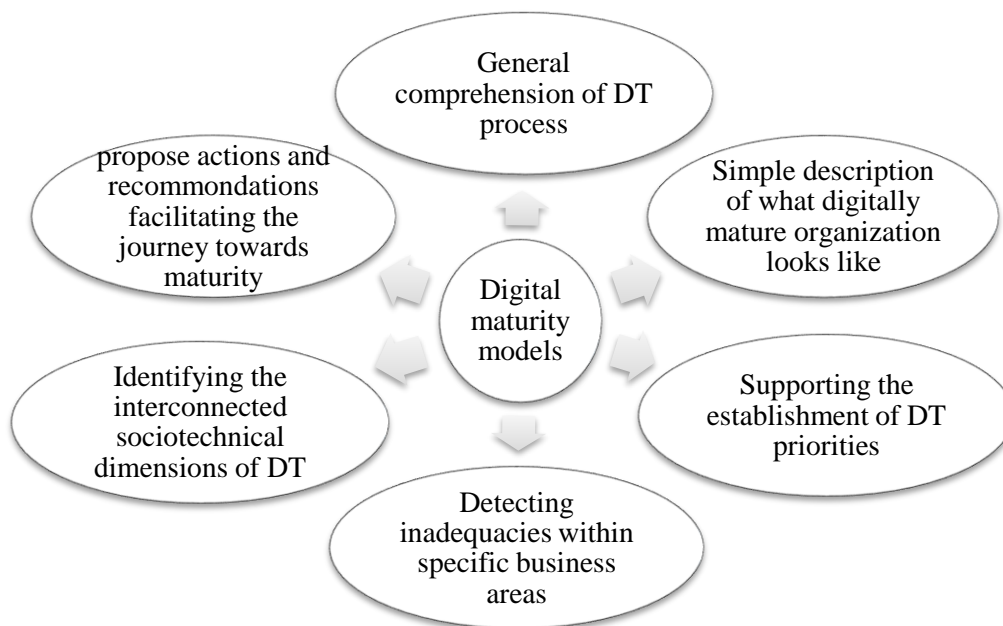 General
comprehension of DT
process
propose actions and
recommondations
facilitating the
journey towards
maturity
Simple description
of what digitally
mature organization
looks like
Digital
maturity
models
Identifying the
interconnected
sociotechnical
dimensions of DT
Supporting the
establishment of DT
priorities
Detecting
inadequacies within
specific business
areas